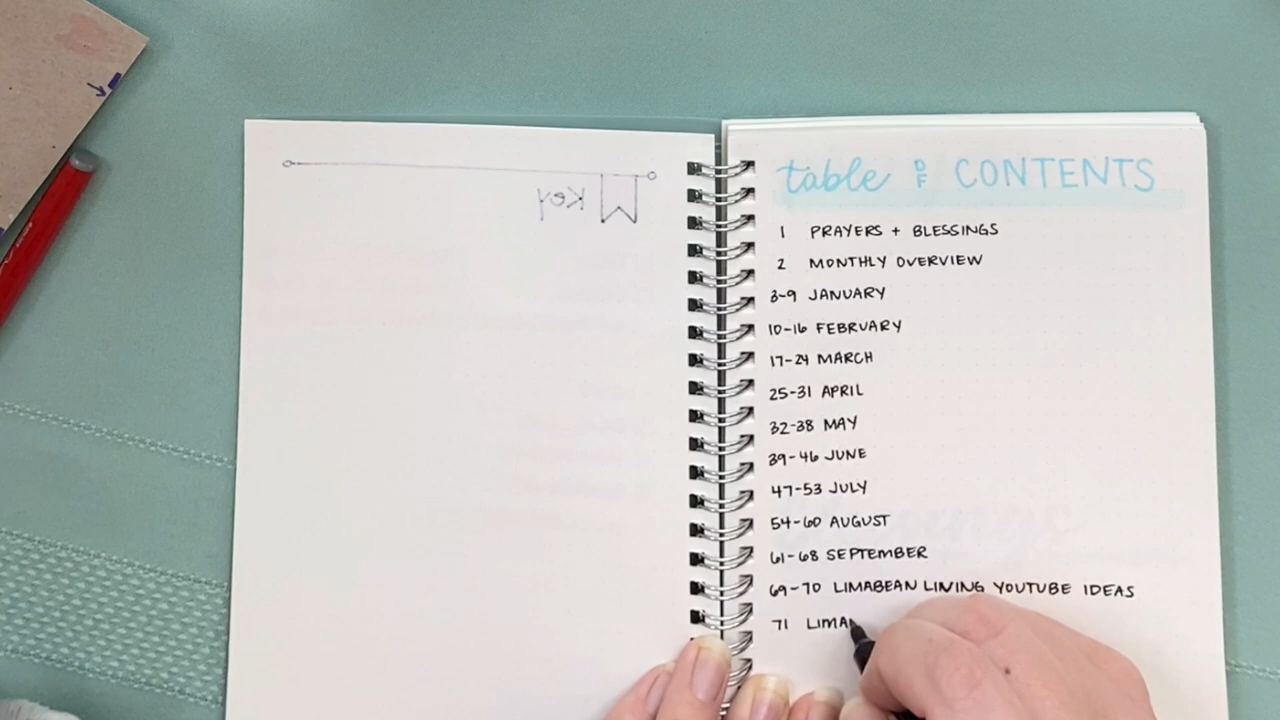 Key
table OF CONTENTS
1 PRAYERS + BLESSINGS
2 MONTHLY OVERVIEW
3-9 JANUARY
10-16 FEBRUARY
17-24 MARCH
25-31 APRIL
32-38 MAY
39-46 JUNE
47-53 JULY
54-60 AUGUST
61-68 SEPTEMBER
69-70 LIMABEAN LIVING YOUTUBE IDEAS
71 LIMA